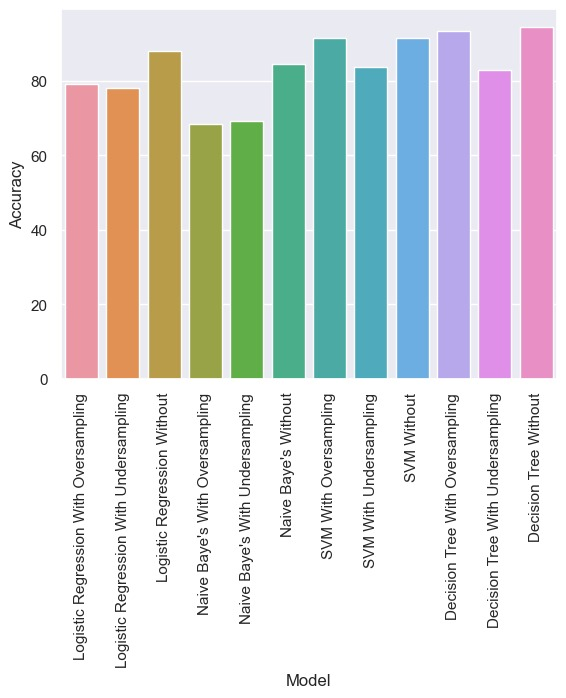 Accuracy
80
60
40
20
0
Logistic Regression With Oversampling
Logistic Regression With Undersampling
Logistic Regression Without
Naive Baye's With Oversampling
Naive Baye's With Undersampling
Naive Baye's Without
SVM With Oversampling
SVM With Undersampling
SVM Without
Decision Tree With Oversampling
Decision Tree With Undersampling
Decision Tree Without
Model